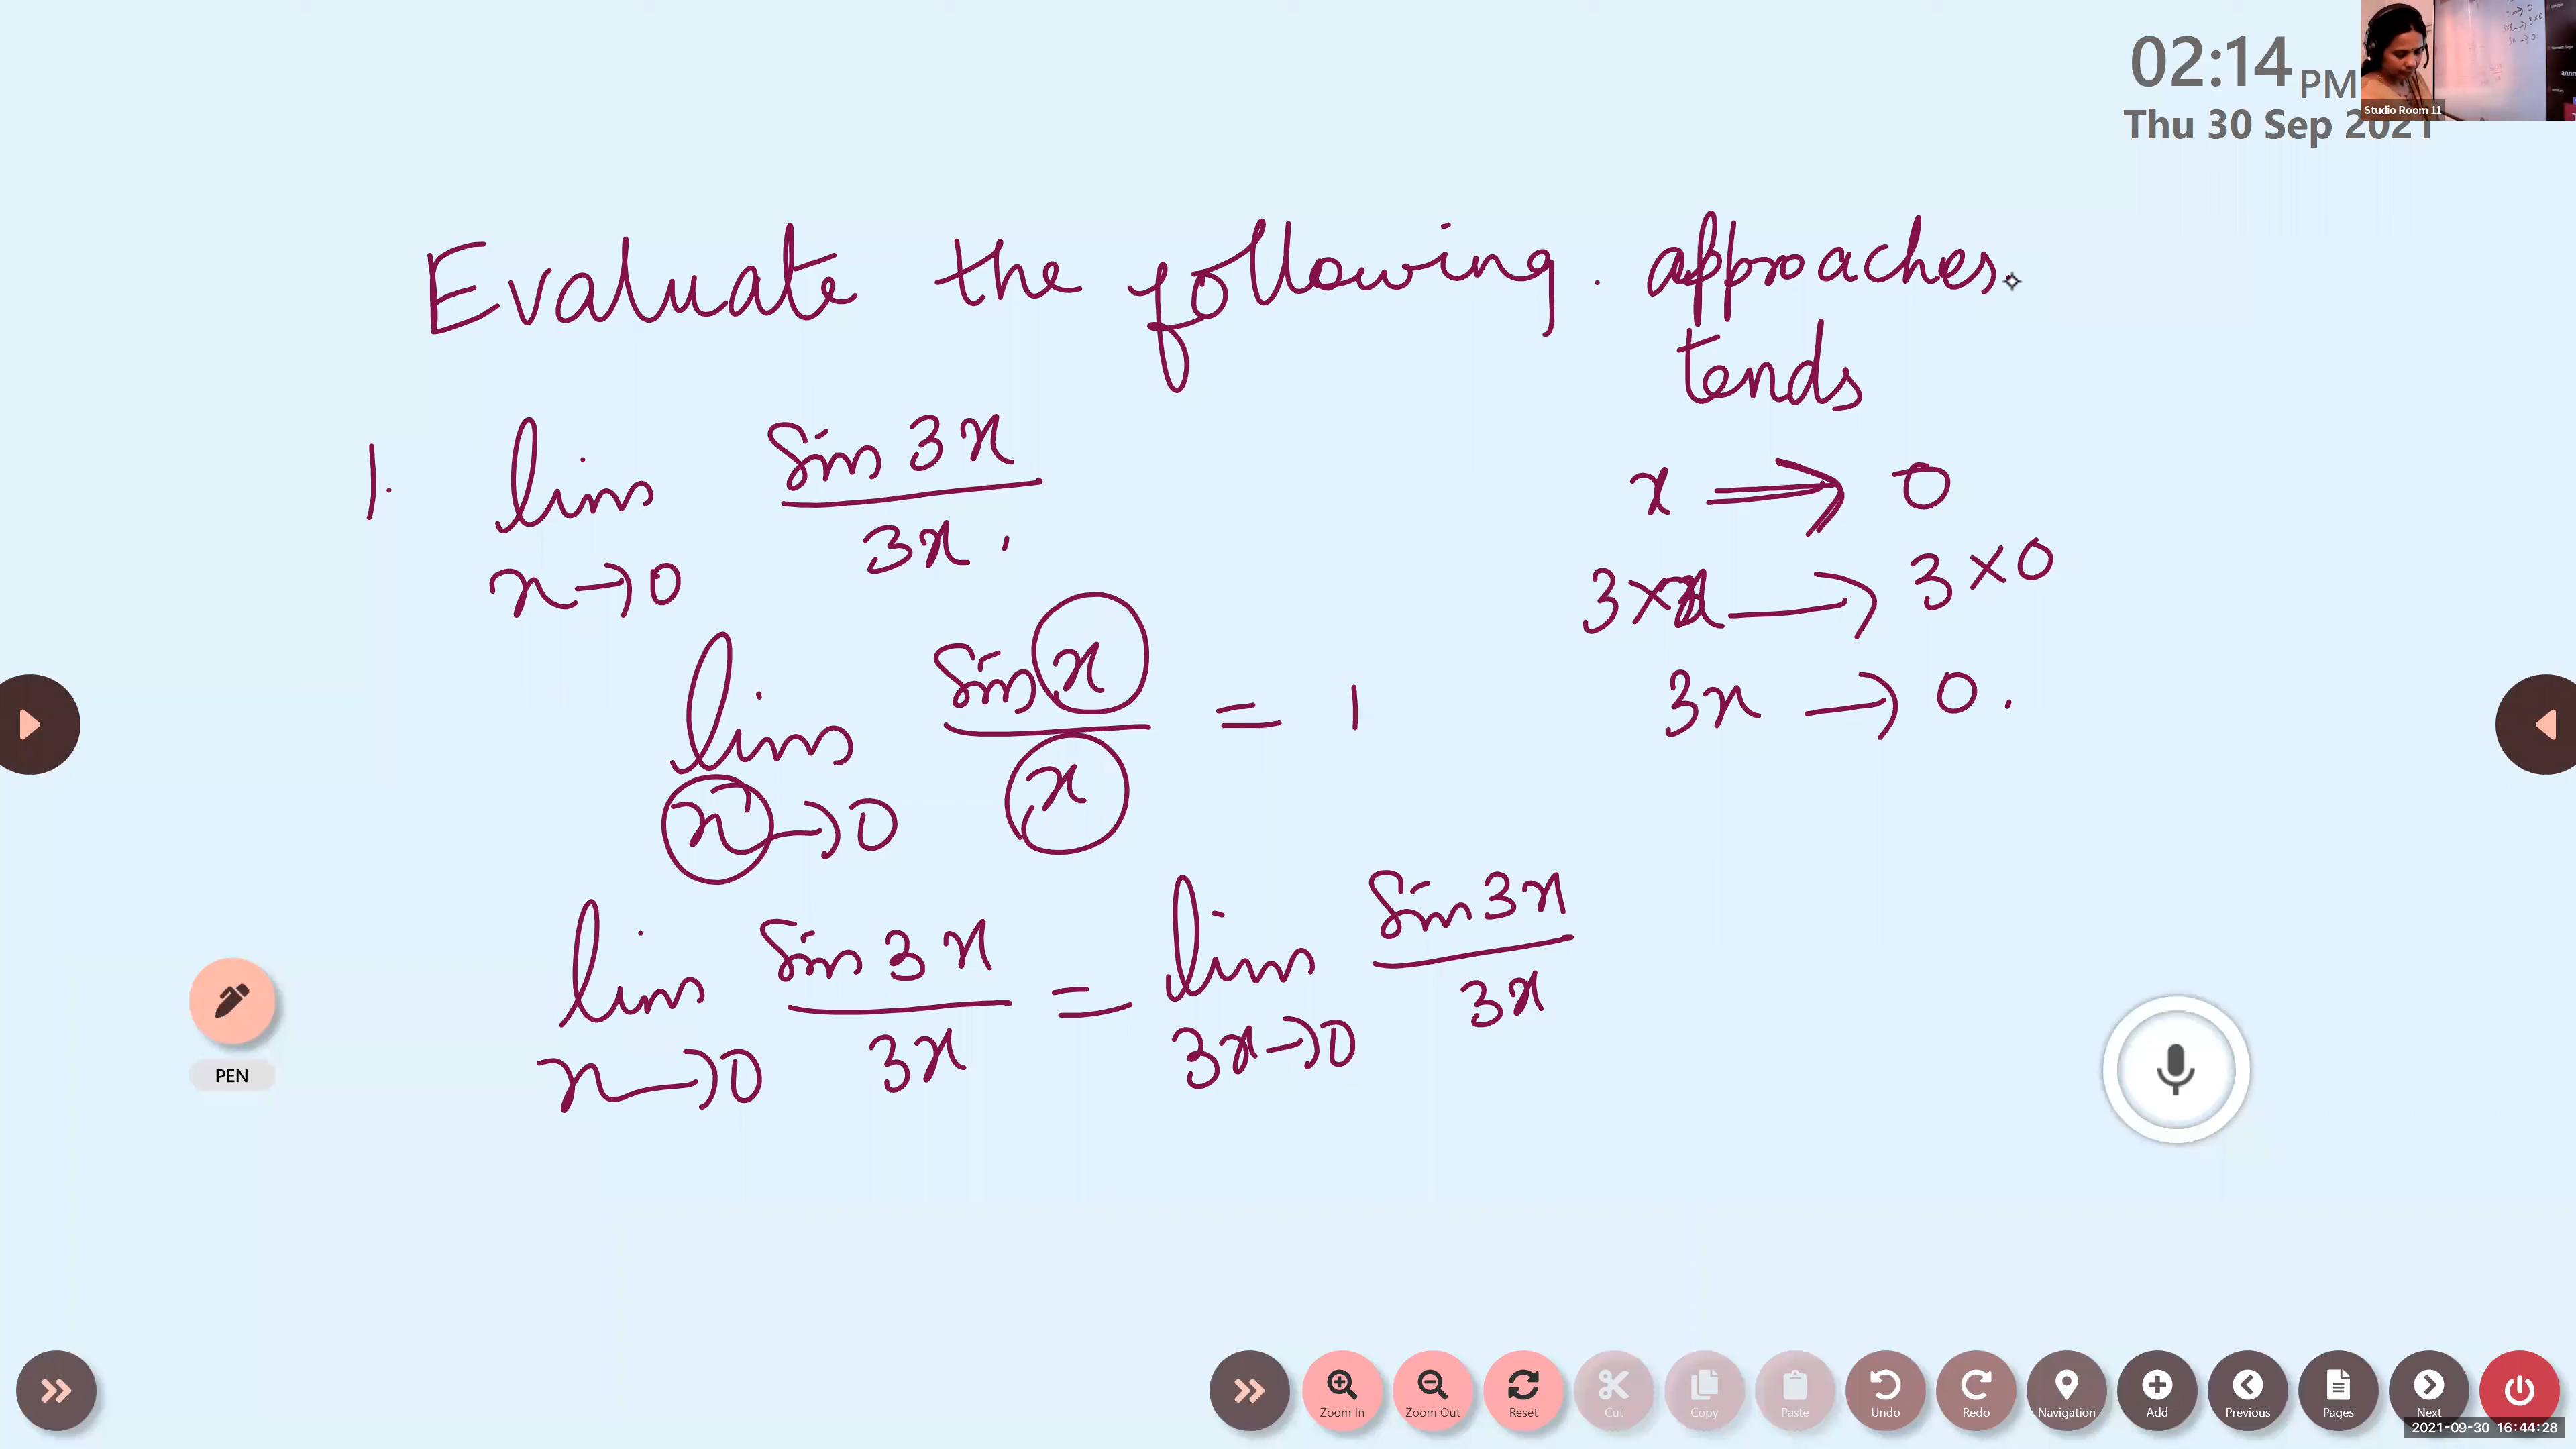 02:14 PM
Thu 30 Sep 2021
Studio Room 11
Evaluate the following. approaches.
tends
1. lim x→0 sin 3x / 3x.
x ⟹ 0
3×x → 3×0
3x → 0.
lim x→0 sin x / x = 1
lim x→0 sin 3x / 3x = lim 3x→0 sin 3x / 3x
PEN
Zoom In
Zoom Out
Reset
Cut
Copy
Paste
Undo
Redo
Navigation
Add
Previous
Pages
Next
2021-09-30 16:44:28